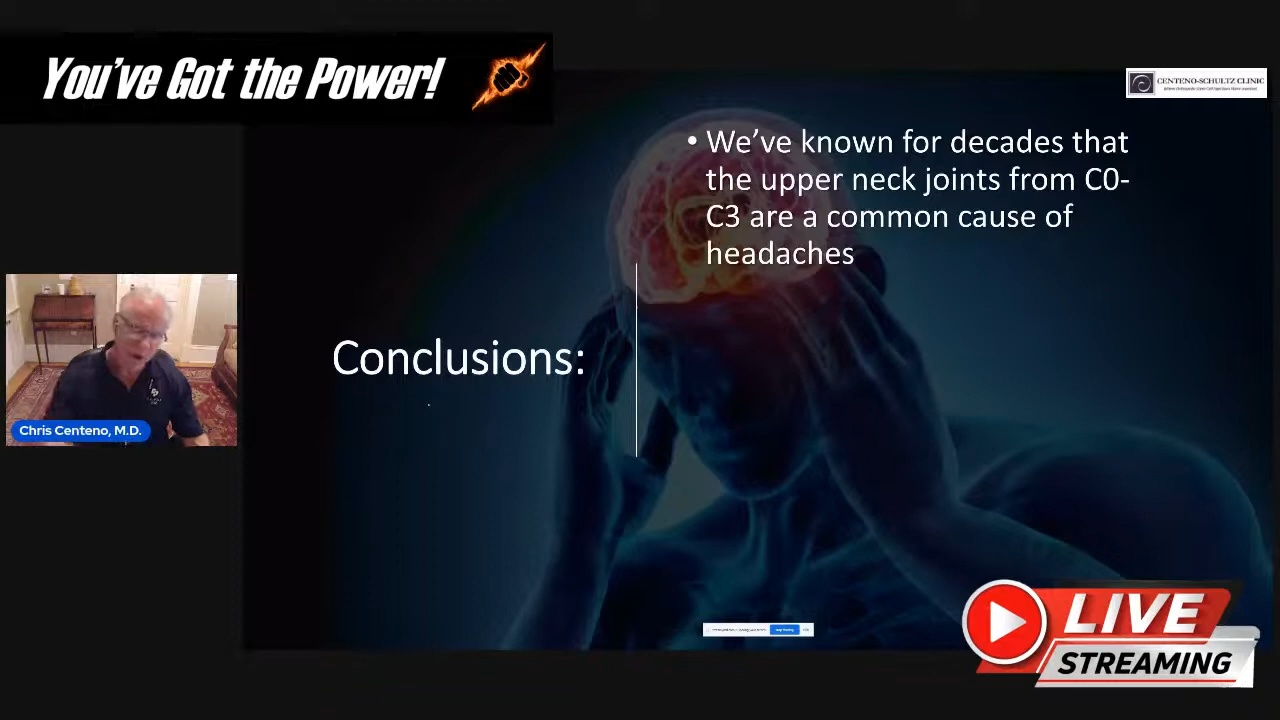 You've Got the Power!
CENTENO-SCHULTZ CLINIC
• We've known for decades that
the upper neck joints from C0-
C3 are a common cause of
headaches
Conclusions:
Chris Centeno, M.D.
LIVE
STREAMING